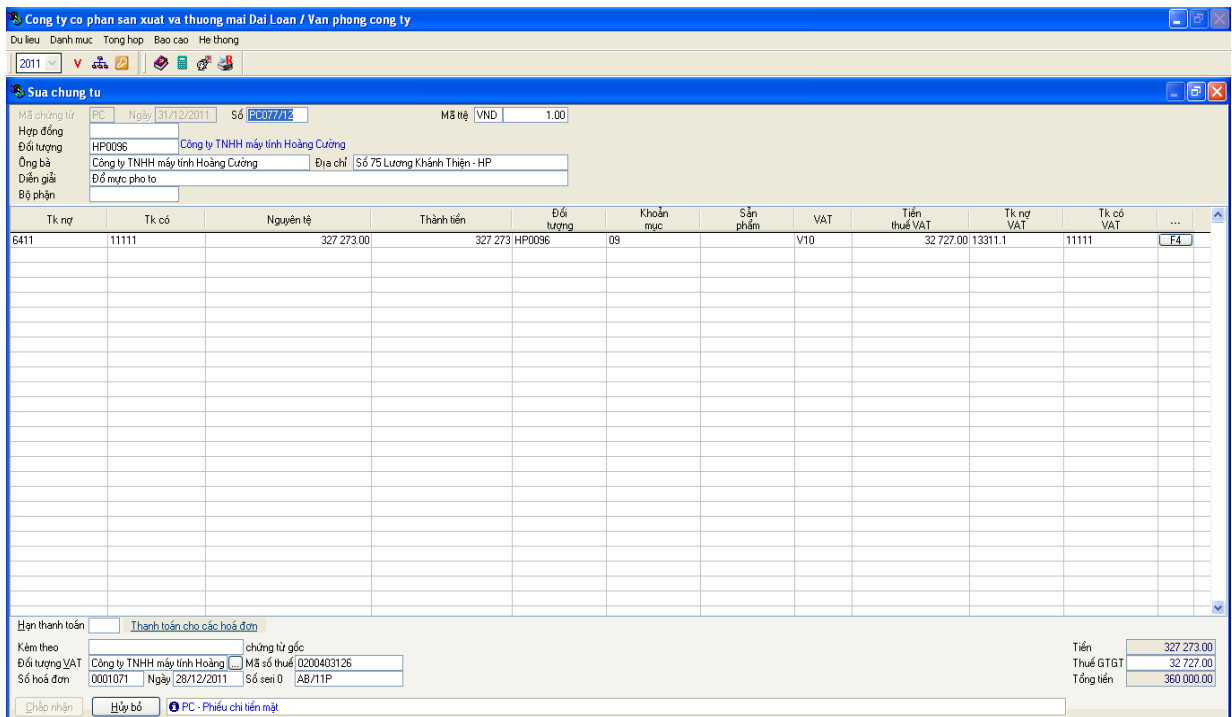 Cong ty co phan san xuat va thuong mai Dai Loan / Van phong cong ty
Du lieu Danh muc Tong hop Bao cao He thong
2011 V
Sua chung tu
Mã chứng từ PC Ngày 31/12/2011 Số PC077/12 Mã ttệ VND 1.00
Hợp đồng
Đối tượng HP0096 Công ty TNHH máy tính Hoàng Cường
Ông bà Công ty TNHH máy tính Hoàng Cường Địa chỉ Số 75 Lương Khánh Thiện - HP
Diễn giải Đổ mực pho to
Bộ phận
Tk nợ Tk có Nguyên tệ Thành tiền Đối tượng Khoản mục Sản phẩm VAT Tiền thuế VAT Tk nợ VAT Tk có VAT ...
6411 11111 327 273.00 327 273 HP0096 09 V10 32 727.00 13311.1 11111 F4
Hạn thanh toán Thanh toán cho các hoá đơn
Kèm theo chứng từ gốc Tiền 327 273.00
Đối tượng VAT Công ty TNHH máy tính Hoàng ... Mã số thuế 0200403126 Thuế GTGT 32 727.00
Số hoá đơn 0001071 Ngày 28/12/2011 Số seri 0 AB/11P Tổng tiền 360 000.00
Chấp nhận Hủy bỏ PC - Phiếu chi tiền mặt